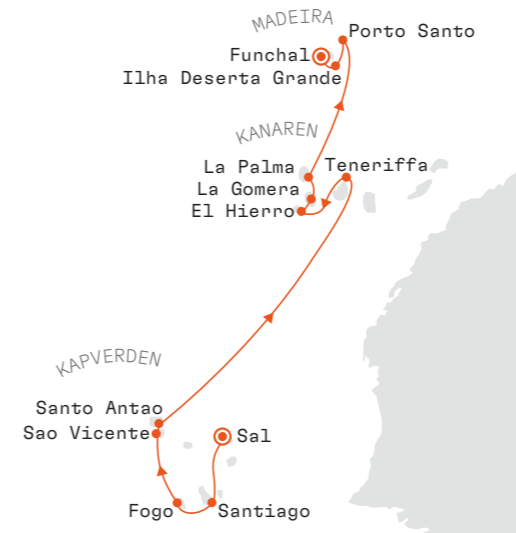 MADEIRA
Porto Santo
Funchal
Ilha Deserta Grande
KANAREN
La Palma
Teneriffa
La Gomera
El Hierro
KAPVERDEN
Santo Antao
Sao Vicente
Sal
Fogo
Santiago